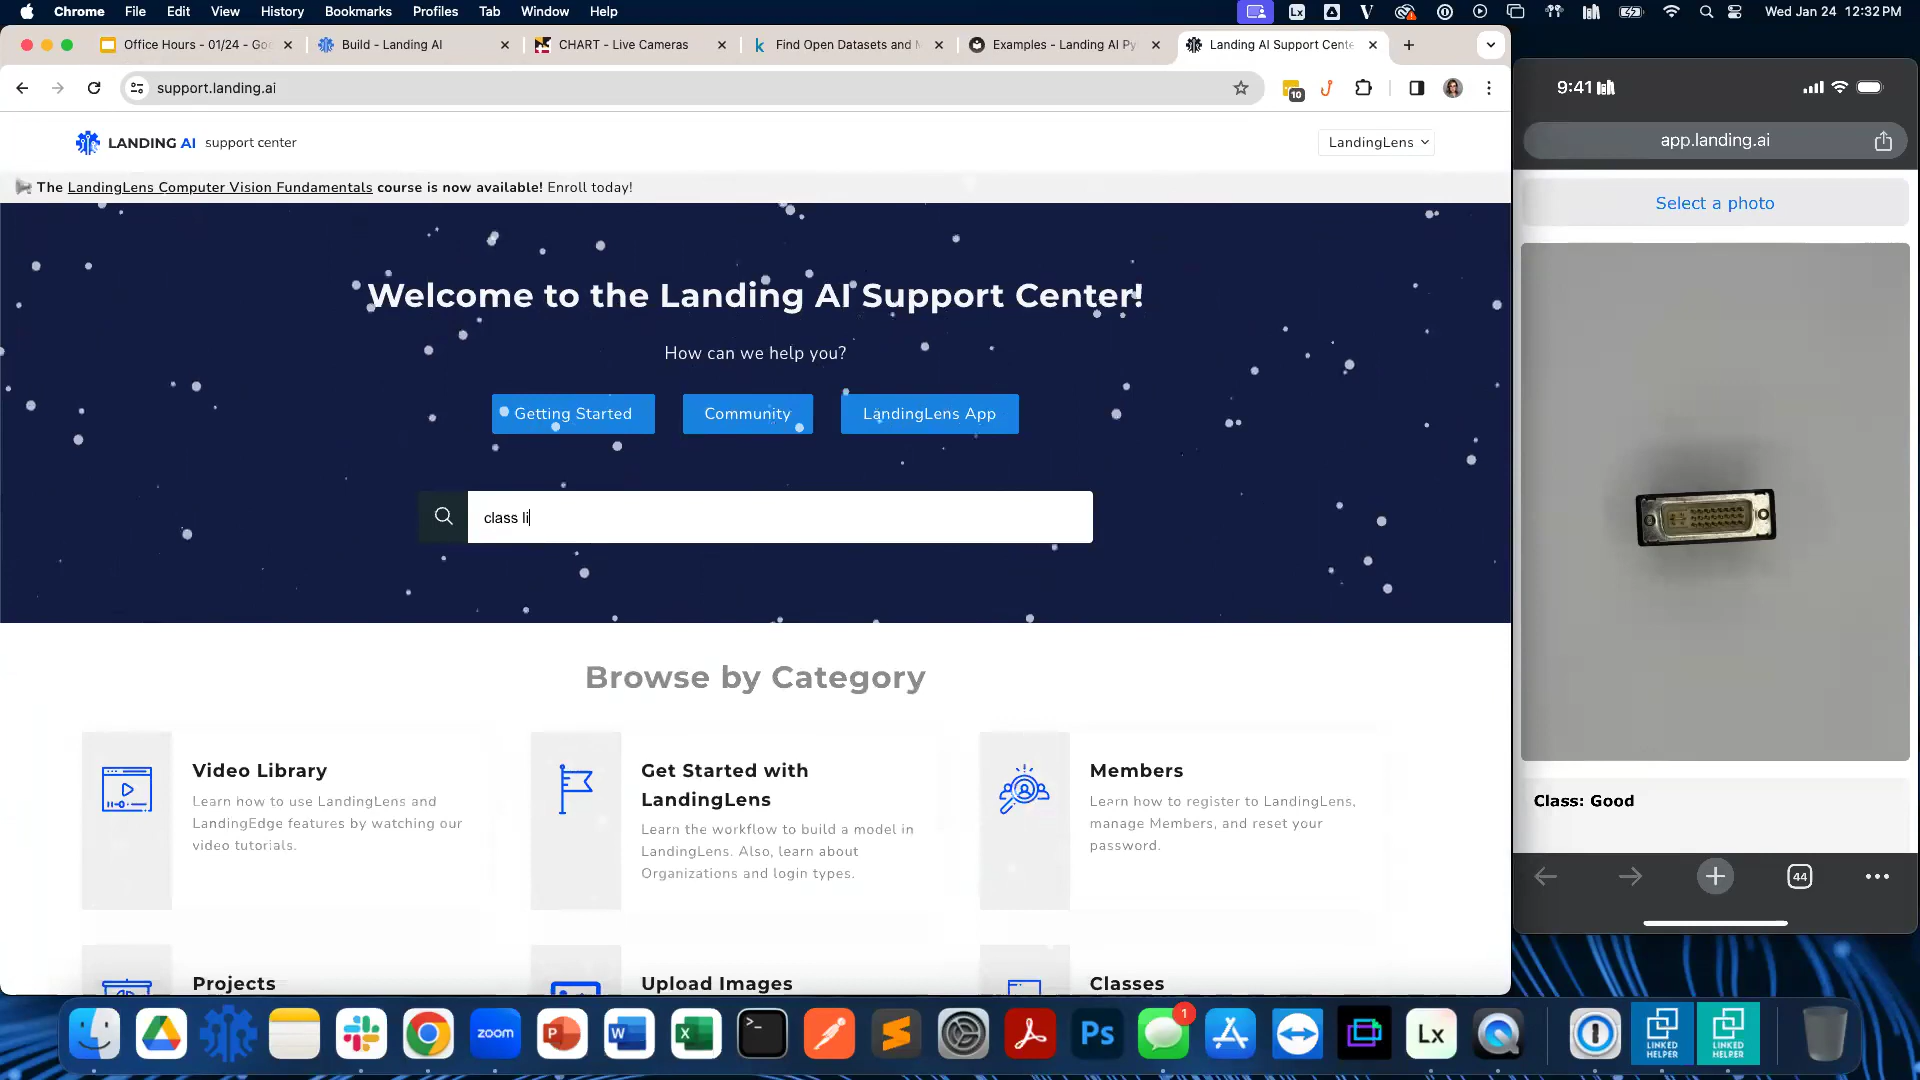 Chrome File Edit View History Bookmarks Profiles Tab Window Help
Wed Jan 24 12:32 PM
Office Hours - 01/24 - Go
Build - Landing AI
CHART - Live Cameras
Find Open Datasets and M
Examples - Landing AI Py
Landing AI Support Cente
support.landing.ai
10
LANDING AI support center
LandingLens
The LandingLens Computer Vision Fundamentals course is now available! Enroll today!
Welcome to the Landing AI Support Center!
How can we help you?
Getting Started
Community
LandingLens App
class li
Browse by Category
Video Library
Learn how to use LandingLens and
LandingEdge features by watching our
video tutorials.
Get Started with
LandingLens
Learn the workflow to build a model in
LandingLens. Also, learn about
Organizations and login types.
Members
Learn how to register to LandingLens,
manage Members, and reset your
password.
Projects
Upload Images
Classes
9:41
app.landing.ai
Select a photo
Class: Good
44
zoom
P
W
X
Ps
1
Lx
LINKED
HELPER
LINKED
HELPER